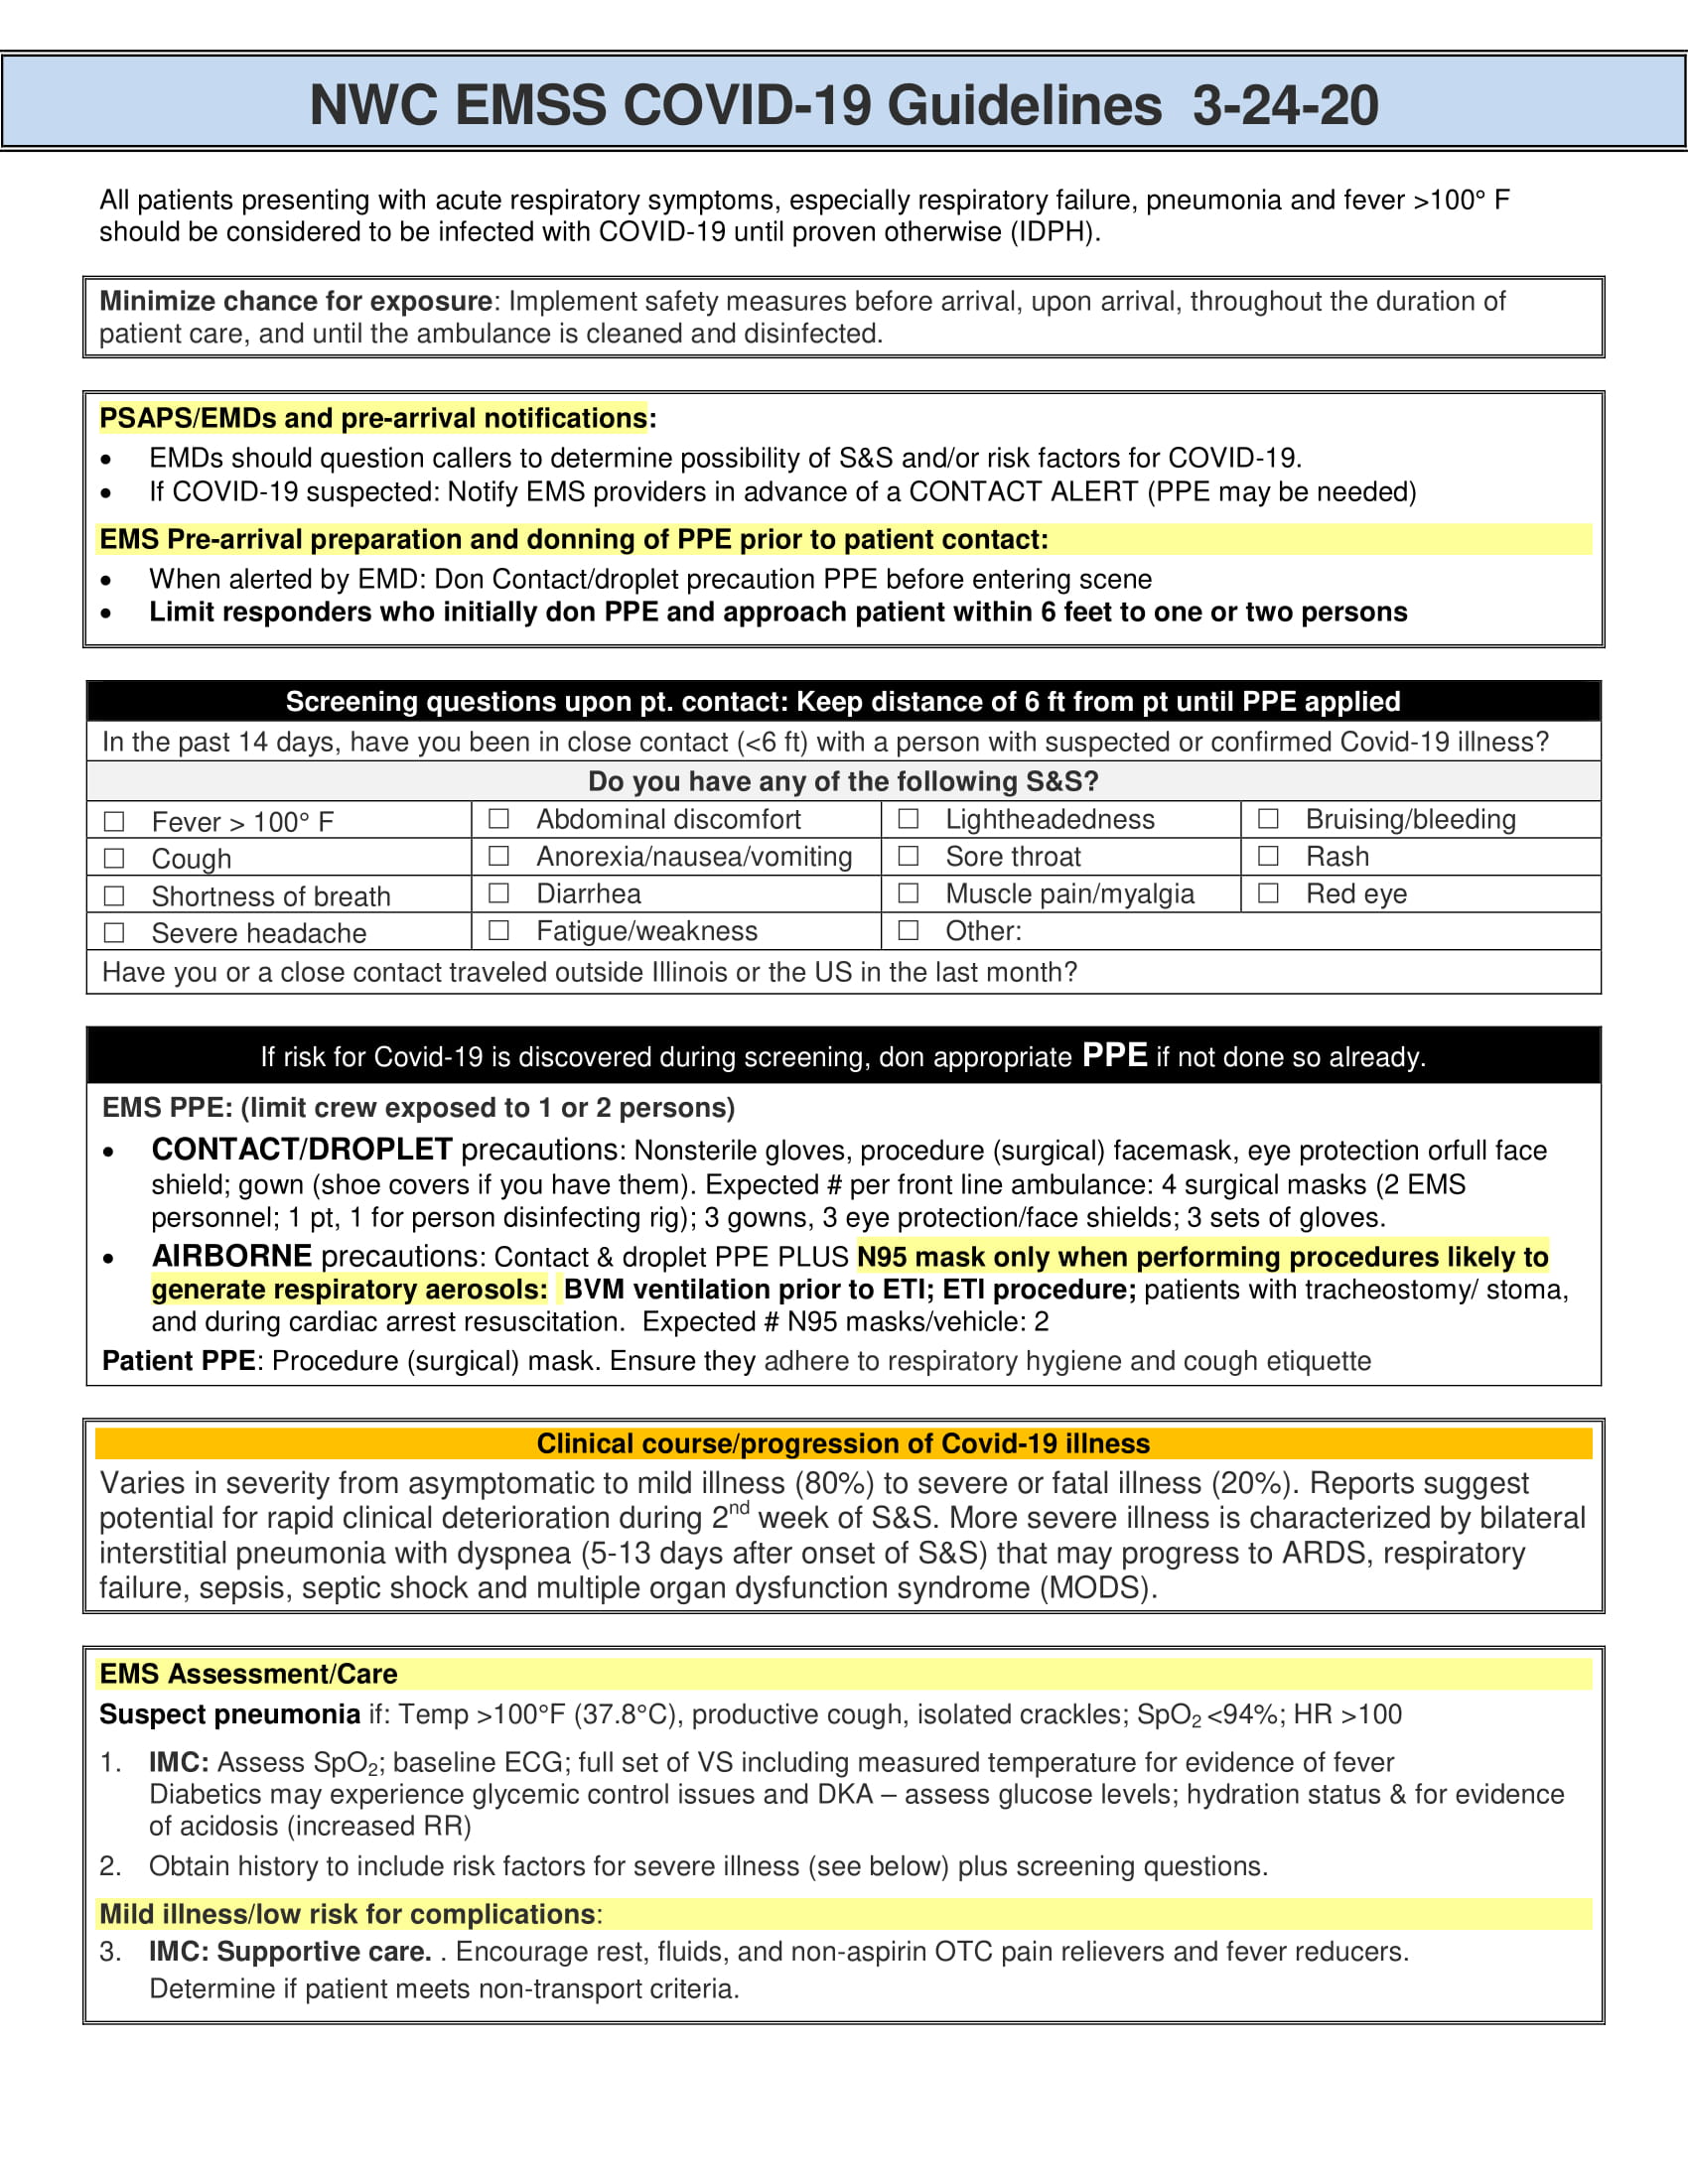 NWC EMSS COVID-19 Guidelines 3-24-20
All patients presenting with acute respiratory symptoms, especially respiratory failure, pneumonia and fever >100° F
should be considered to be infected with COVID-19 until proven otherwise (IDPH).
Minimize chance for exposure: Implement safety measures before arrival, upon arrival, throughout the duration of
patient care, and until the ambulance is cleaned and disinfected.
PSAPS/EMDs and pre-arrival notifications:
• EMDs should question callers to determine possibility of S&S and/or risk factors for COVID-19.
• If COVID-19 suspected: Notify EMS providers in advance of a CONTACT ALERT (PPE may be needed)
EMS Pre-arrival preparation and donning of PPE prior to patient contact:
• When alerted by EMD: Don Contact/droplet precaution PPE before entering scene
• Limit responders who initially don PPE and approach patient within 6 feet to one or two persons
Screening questions upon pt. contact: Keep distance of 6 ft from pt until PPE applied
In the past 14 days, have you been in close contact (<6 ft) with a person with suspected or confirmed Covid-19 illness?
Do you have any of the following S&S?
☐ Fever > 100° F ☐ Abdominal discomfort ☐ Lightheadedness ☐ Bruising/bleeding
☐ Cough ☐ Anorexia/nausea/vomiting ☐ Sore throat ☐ Rash
☐ Shortness of breath ☐ Diarrhea ☐ Muscle pain/myalgia ☐ Red eye
☐ Severe headache ☐ Fatigue/weakness ☐ Other:
Have you or a close contact traveled outside Illinois or the US in the last month?
If risk for Covid-19 is discovered during screening, don appropriate PPE if not done so already.
EMS PPE: (limit crew exposed to 1 or 2 persons)
• CONTACT/DROPLET precautions: Nonsterile gloves, procedure (surgical) facemask, eye protection orfull face
shield; gown (shoe covers if you have them). Expected # per front line ambulance: 4 surgical masks (2 EMS
personnel; 1 pt, 1 for person disinfecting rig); 3 gowns, 3 eye protection/face shields; 3 sets of gloves.
• AIRBORNE precautions: Contact & droplet PPE PLUS N95 mask only when performing procedures likely to
generate respiratory aerosols: BVM ventilation prior to ETI; ETI procedure; patients with tracheostomy/ stoma,
and during cardiac arrest resuscitation. Expected # N95 masks/vehicle: 2
Patient PPE: Procedure (surgical) mask. Ensure they adhere to respiratory hygiene and cough etiquette
Clinical course/progression of Covid-19 illness
Varies in severity from asymptomatic to mild illness (80%) to severe or fatal illness (20%). Reports suggest
potential for rapid clinical deterioration during 2nd week of S&S. More severe illness is characterized by bilateral
interstitial pneumonia with dyspnea (5-13 days after onset of S&S) that may progress to ARDS, respiratory
failure, sepsis, septic shock and multiple organ dysfunction syndrome (MODS).
EMS Assessment/Care
Suspect pneumonia if: Temp >100°F (37.8°C), productive cough, isolated crackles; SpO2 <94%; HR >100
1. IMC: Assess SpO2; baseline ECG; full set of VS including measured temperature for evidence of fever
Diabetics may experience glycemic control issues and DKA – assess glucose levels; hydration status & for evidence
of acidosis (increased RR)
2. Obtain history to include risk factors for severe illness (see below) plus screening questions.
Mild illness/low risk for complications:
3. IMC: Supportive care. . Encourage rest, fluids, and non-aspirin OTC pain relievers and fever reducers.
Determine if patient meets non-transport criteria.